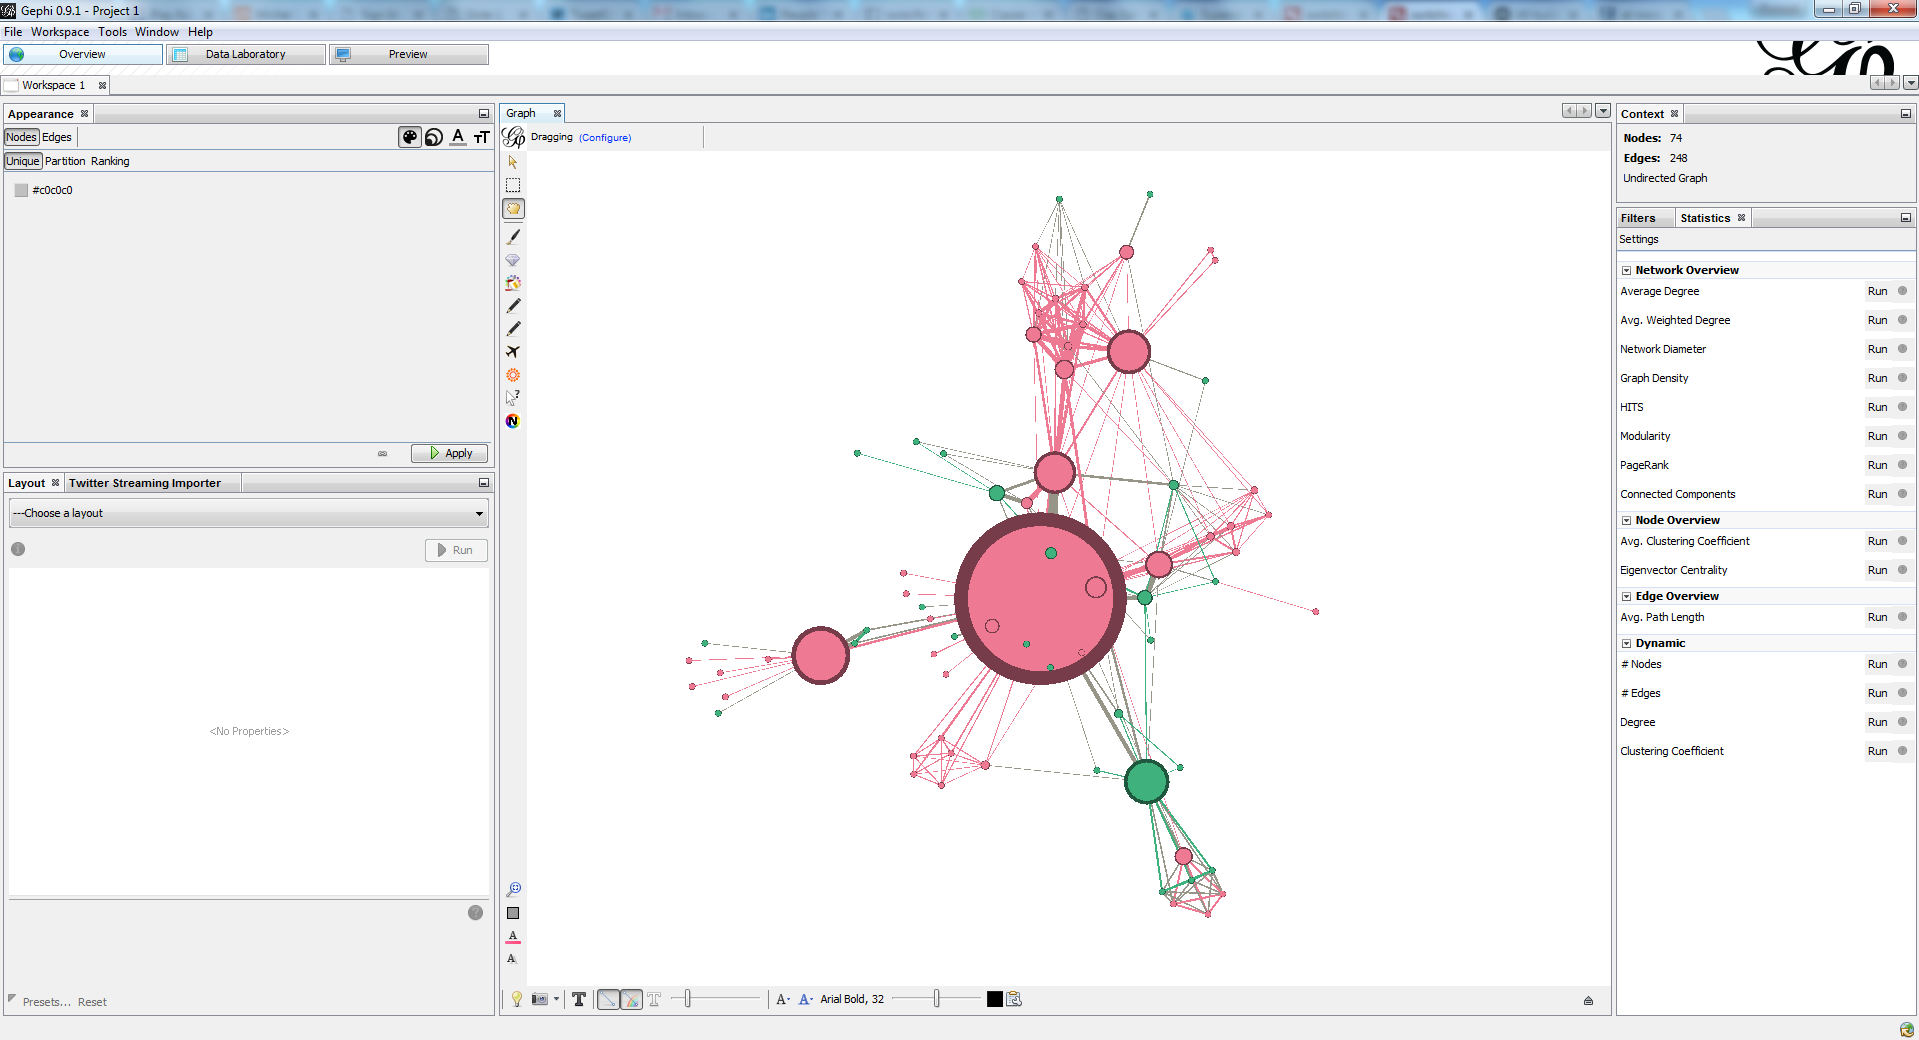 Gephi 0.9.1 - Project 1
File Workspace Tools Window Help
Overview Data Laboratory Preview
Workspace 1
Appearance
Nodes Edges
Unique Partition Ranking
#c0c0c0
Apply
Layout Twitter Streaming Importer
---Choose a layout
Run
<No Properties>
Presets... Reset
Graph
Dragging (Configure)
Arial Bold, 32
Context
Nodes: 74
Edges: 248
Undirected Graph
Filters Statistics
Settings
Network Overview
Average Degree Run
Avg. Weighted Degree Run
Network Diameter Run
Graph Density Run
HITS Run
Modularity Run
PageRank Run
Connected Components Run
Node Overview
Avg. Clustering Coefficient Run
Eigenvector Centrality Run
Edge Overview
Avg. Path Length Run
Dynamic
# Nodes Run
# Edges Run
Degree Run
Clustering Coefficient Run